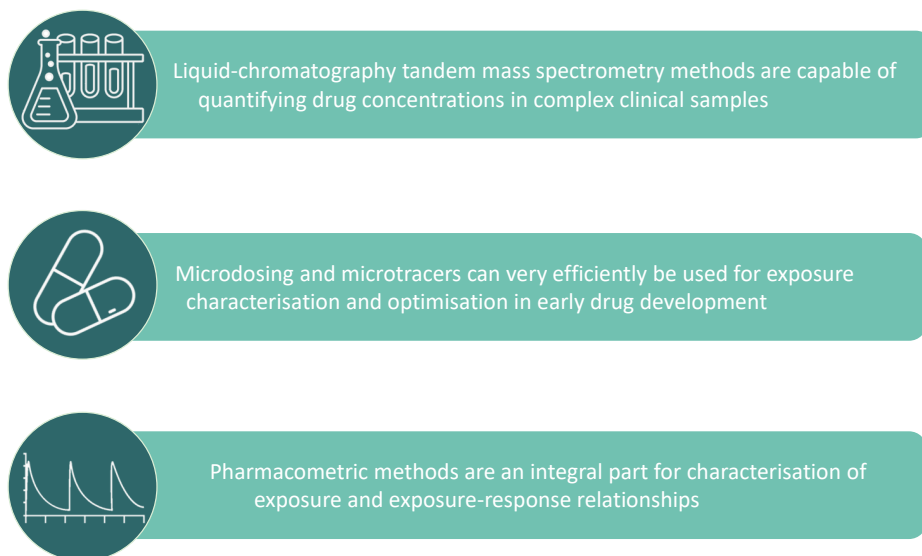 Liquid-chromatography tandem mass spectrometry methods are capable of
quantifying drug concentrations in complex clinical samples
Microdosing and microtracers can very efficiently be used for exposure
characterisation and optimisation in early drug development
Pharmacometric methods are an integral part for characterisation of
exposure and exposure-response relationships